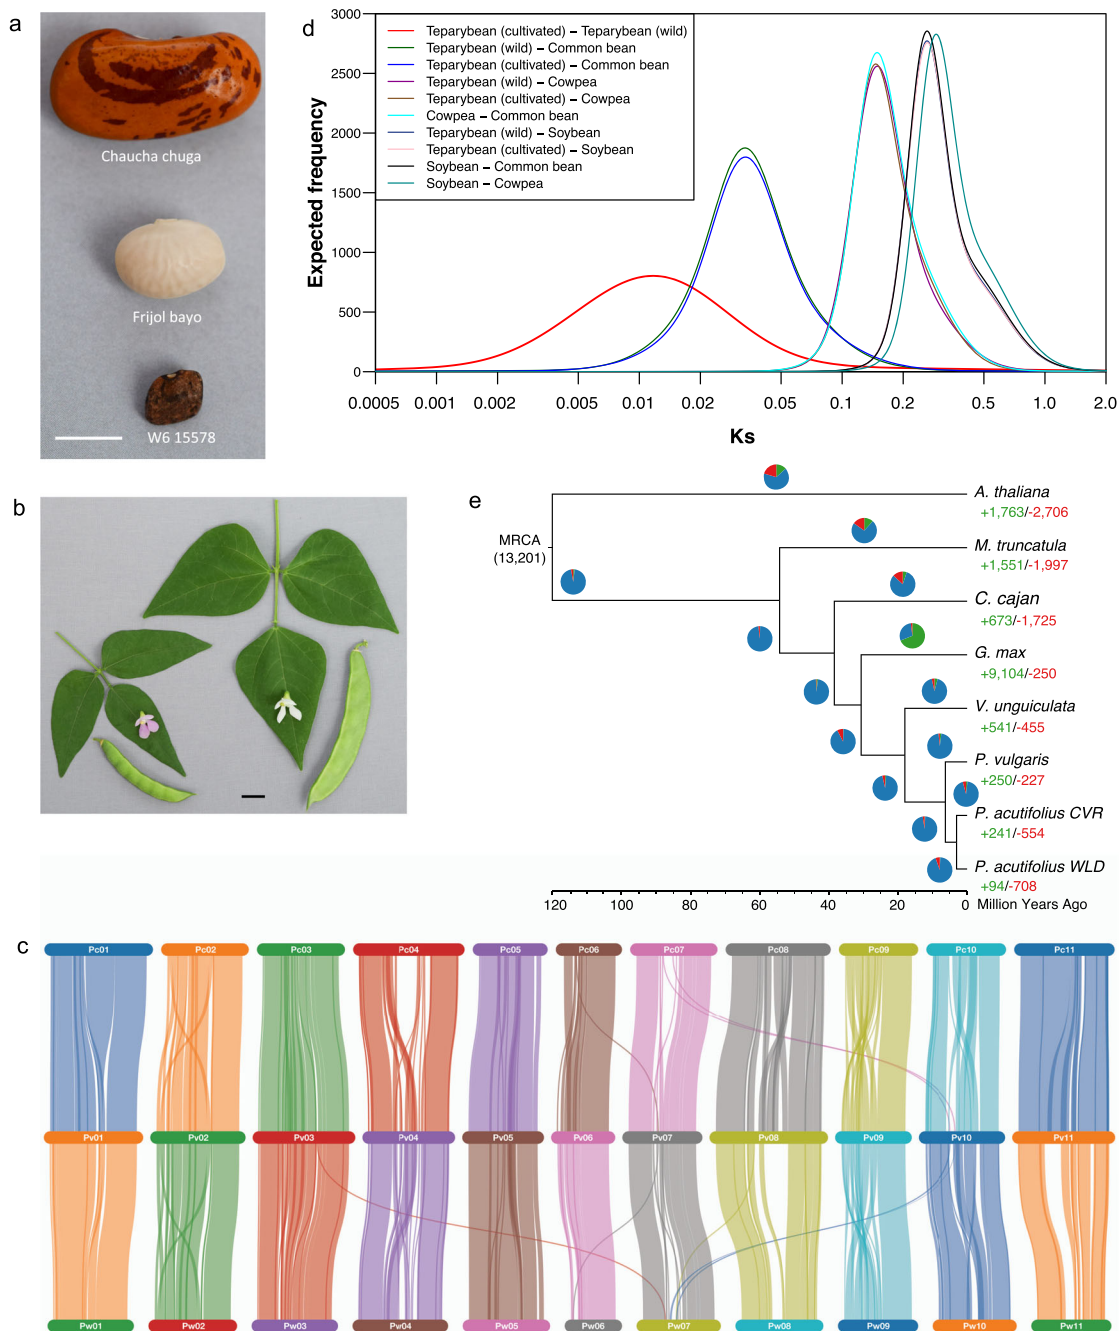 a
Chaucha chuga
Frijol bayo
W6 15578
d
Expected frequency
3000
2500
2000
1500
1000
500
0
Teparybean (cultivated) – Teparybean (wild)
Teparybean (wild) – Common bean
Teparybean (cultivated) – Common bean
Teparybean (wild) – Cowpea
Teparybean (cultivated) – Cowpea
Cowpea – Common bean
Teparybean (wild) – Soybean
Teparybean (cultivated) – Soybean
Soybean – Common bean
Soybean – Cowpea
0.0005 0.001 0.002 0.005 0.01 0.02 0.05 0.1 0.2 0.5 1.0 2.0
Ks
b
e
MRCA
(13,201)
A. thaliana
+1,763/-2,706
M. truncatula
+1,551/-1,997
C. cajan
+673/-1,725
G. max
+9,104/-250
V. unguiculata
+541/-455
P. vulgaris
+250/-227
P. acutifolius CVR
+241/-554
P. acutifolius WLD
+94/-708
120 100 80 60 40 20 0 Million Years Ago
c
Pc01 Pc02 Pc03 Pc04 Pc05 Pc06 Pc07 Pc08 Pc09 Pc10 Pc11
Pv01 Pv02 Pv03 Pv04 Pv05 Pv06 Pv07 Pv08 Pv09 Pv10 Pv11
Pw01 Pw02 Pw03 Pw04 Pw05 Pw06 Pw07 Pw08 Pw09 Pw10 Pw11